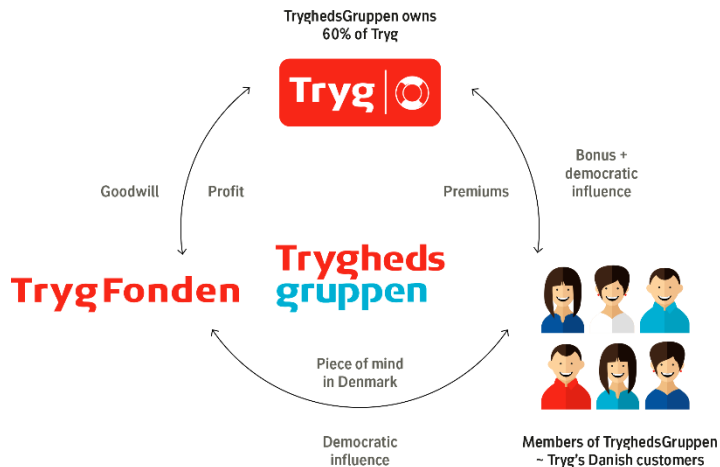 TryghedsGruppen owns
60% of Tryg
Tryg
Goodwill
Profit
Premiums
Bonus +
democratic
influence
TrygFonden
Trygheds
gruppen
Piece of mind
in Denmark
Democratic
influence
Members of TryghedsGruppen
~ Tryg's Danish customers